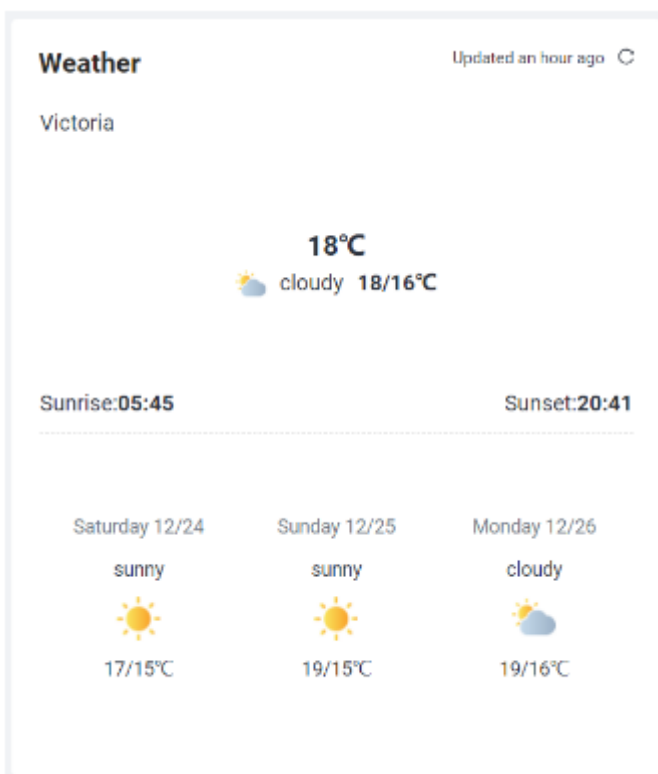 Weather
Updated an hour ago
Victoria
18℃
cloudy 18/16℃
Sunrise:05:45
Sunset:20:41
Saturday 12/24 Sunday 12/25 Monday 12/26
sunny sunny cloudy
17/15℃ 19/15℃ 19/16℃